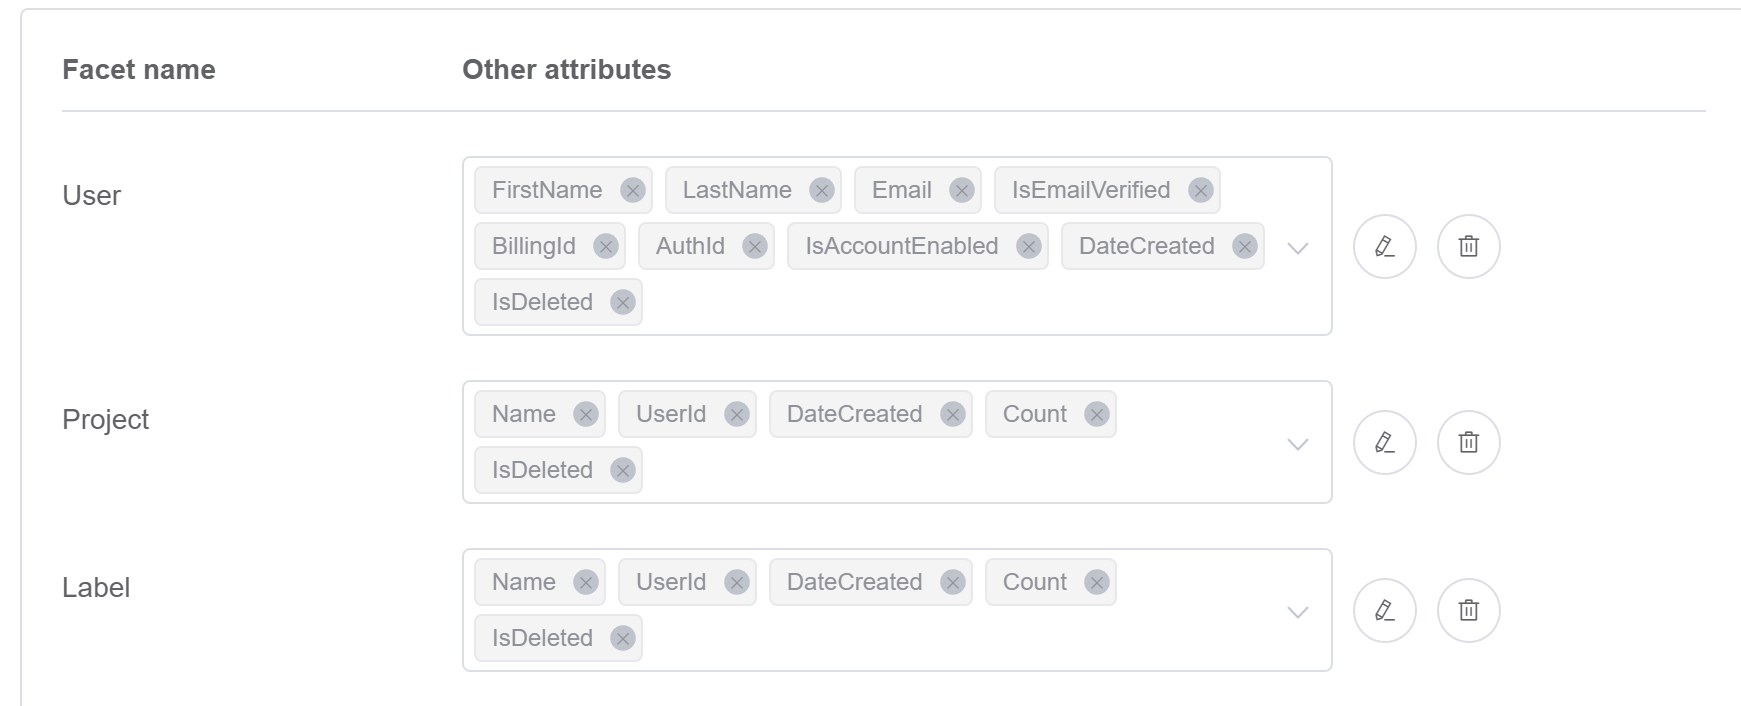 Facet name Other attributes
User
FirstName LastName Email IsEmailVerified
BillingId AuthId IsAccountEnabled DateCreated
IsDeleted
Project
Name UserId DateCreated Count
IsDeleted
Label
Name UserId DateCreated Count
IsDeleted